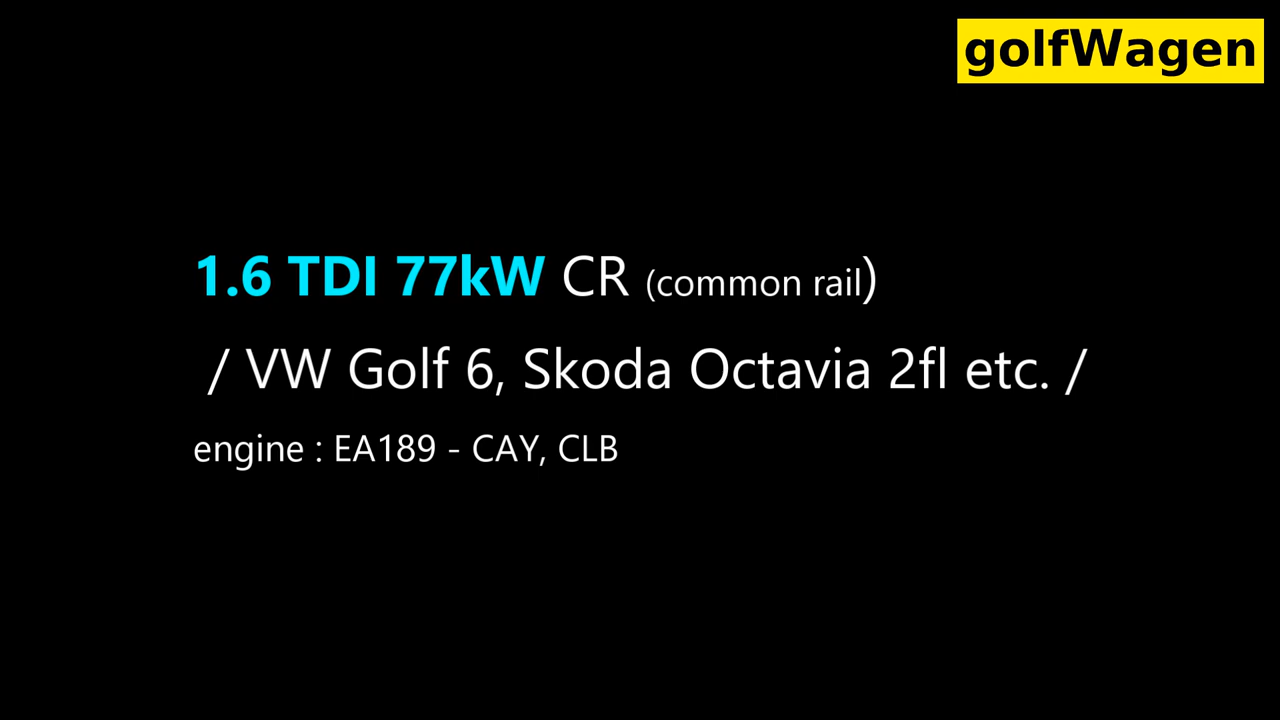 golfWagen
1.6 TDI 77kW CR (common rail)
/ VW Golf 6, Skoda Octavia 2fl etc. /
engine : EA189 - CAY, CLB